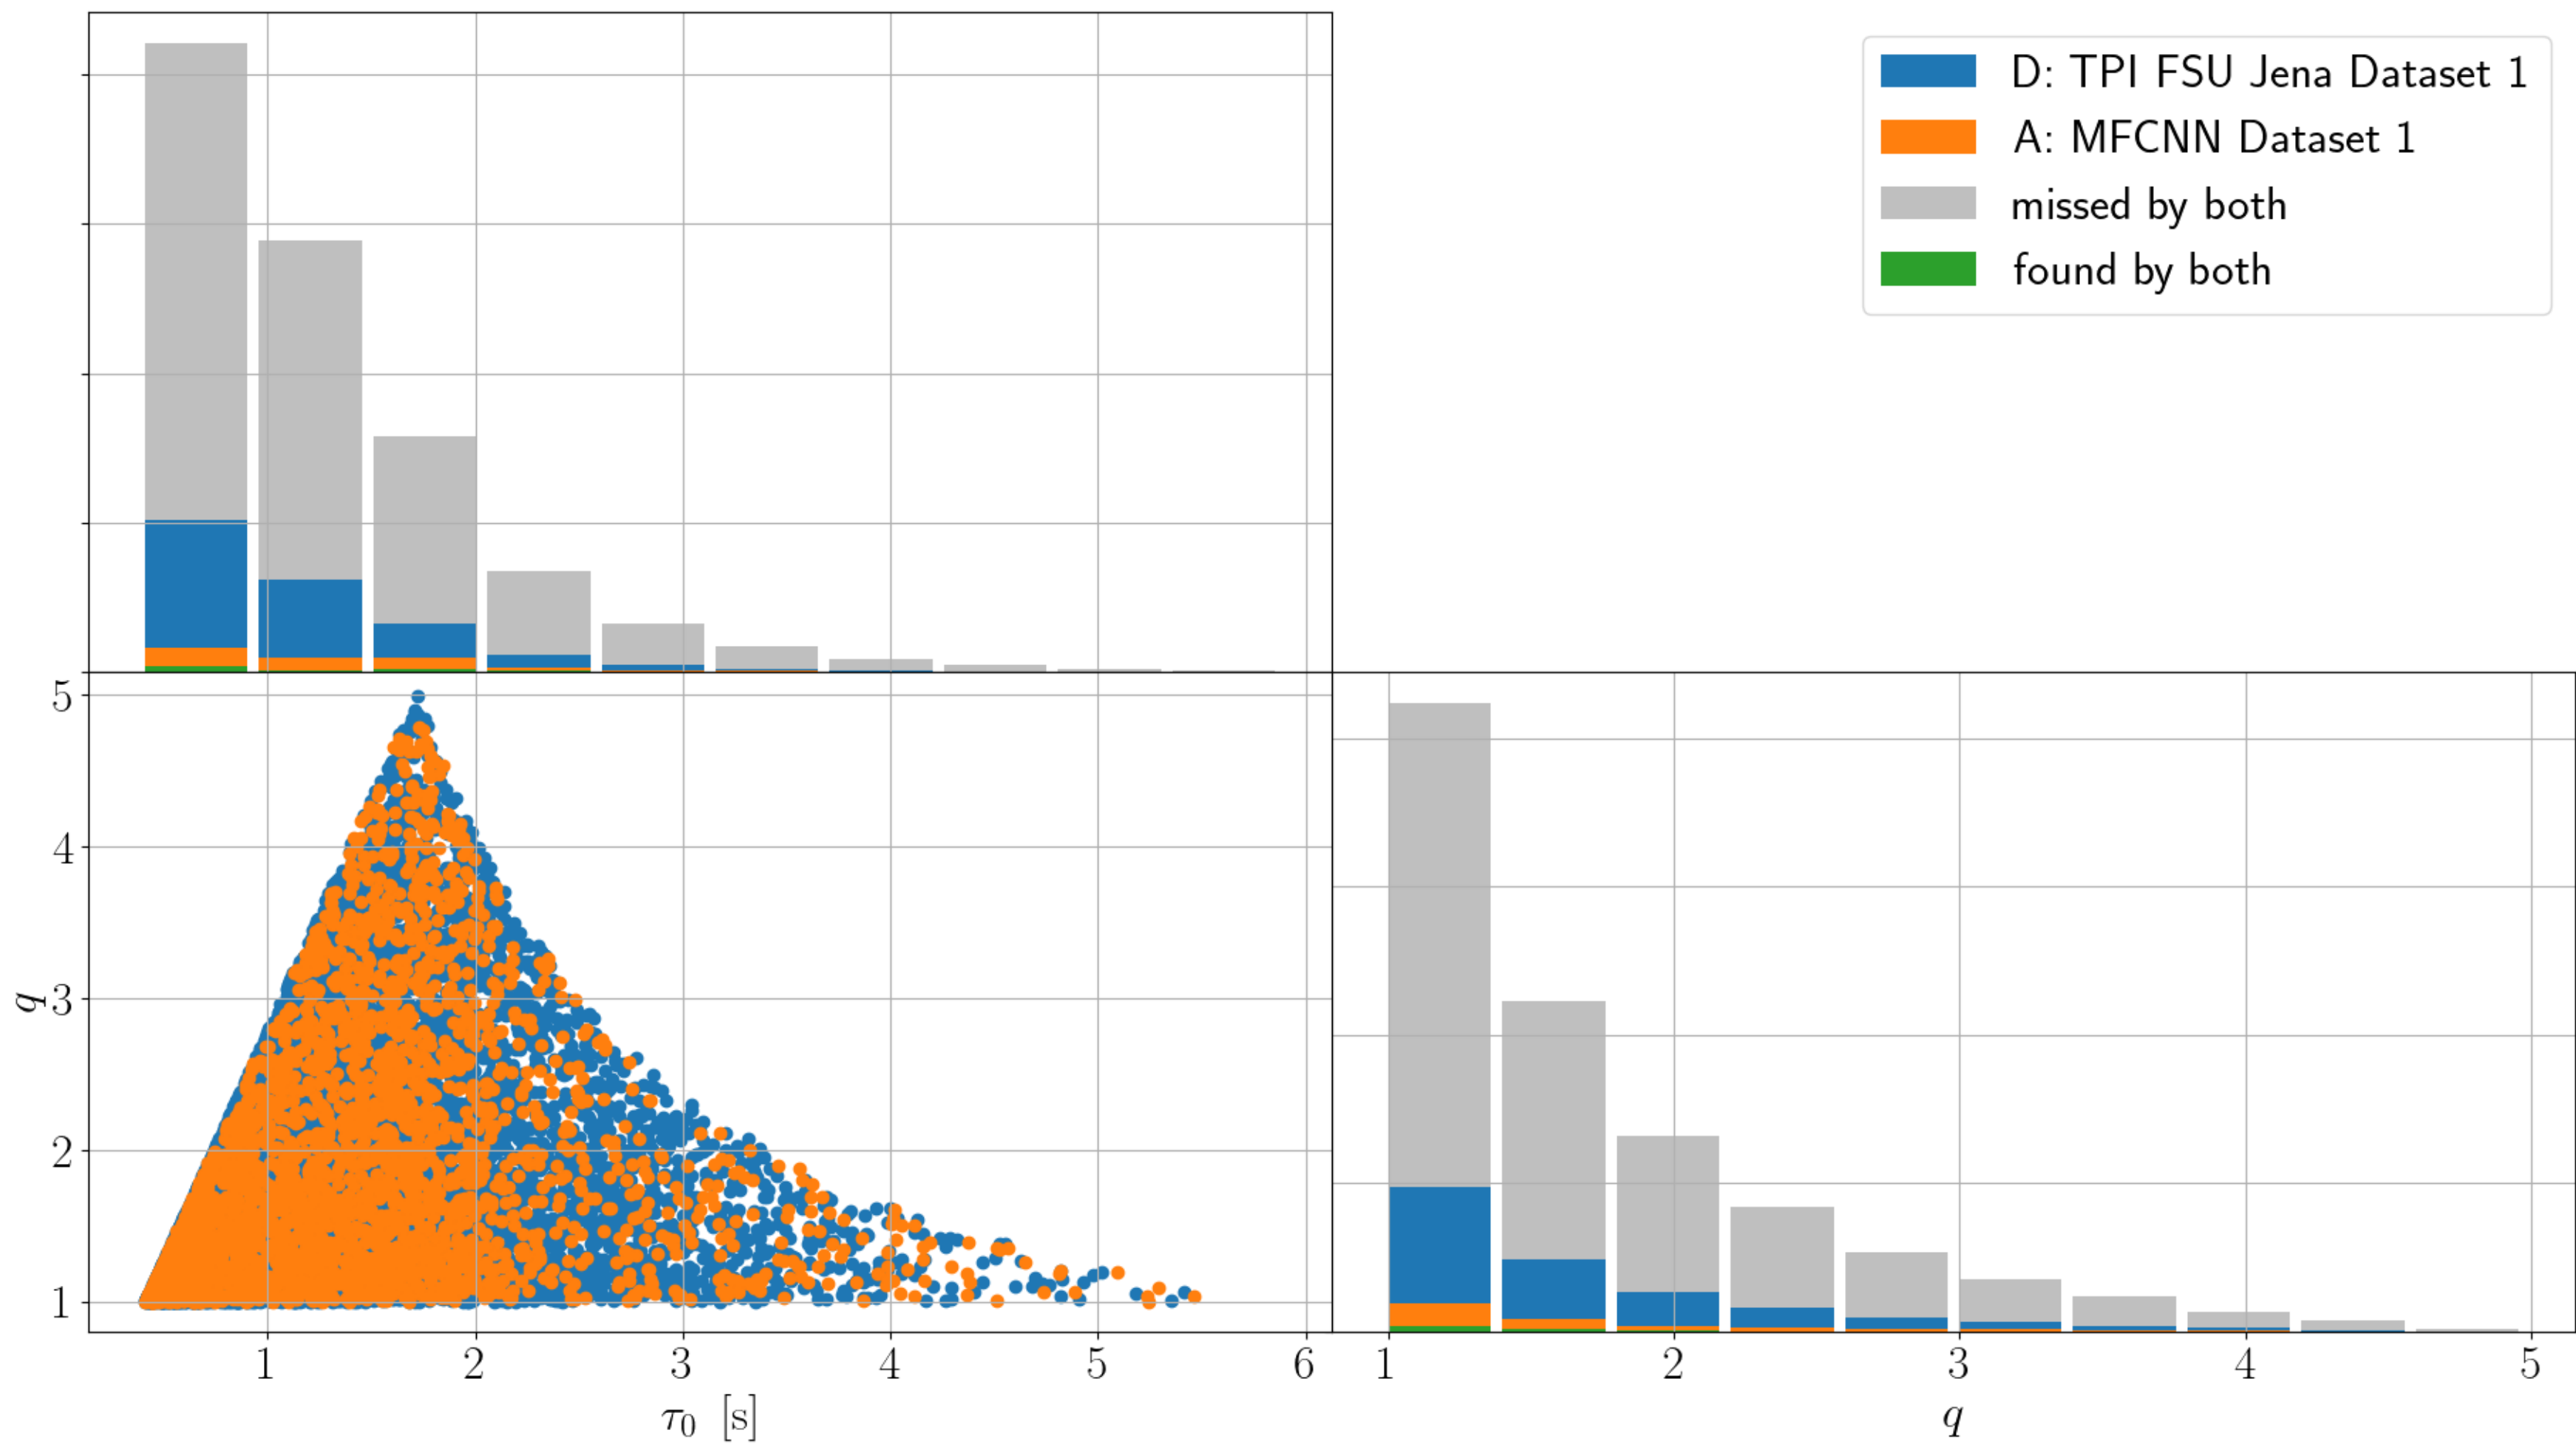 D: TPI FSU Jena Dataset 1
A: MFCNN Dataset 1
missed by both
found by both
5
4
3
2
1
q
1 2 3 4 5 6
τ₀ [s]
1 2 3 4 5
q